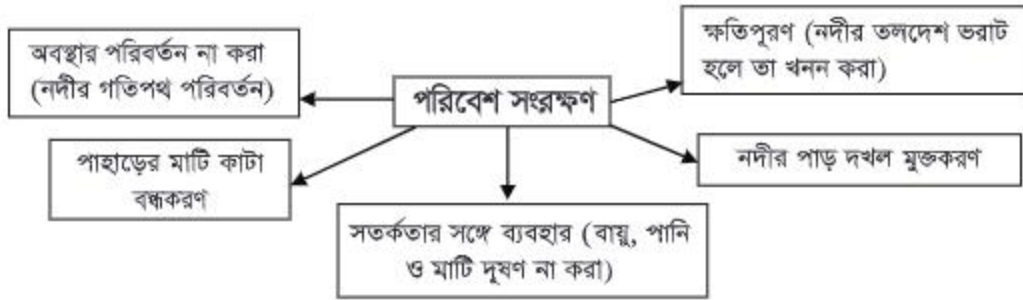 অবস্থার পরিবর্তন না করা
(নদীর গতিপথ পরিবর্তন)
ক্ষতিপূরণ (নদীর তলদেশ ভরাট
হলে তা খনন করা)
পরিবেশ সংরক্ষণ
পাহাড়ের মাটি কাটা
বন্ধকরণ
নদীর পাড় দখল মুক্তকরণ
সতর্কতার সঙ্গে ব্যবহার (বায়ু, পানি
ও মাটি দূষণ না করা)